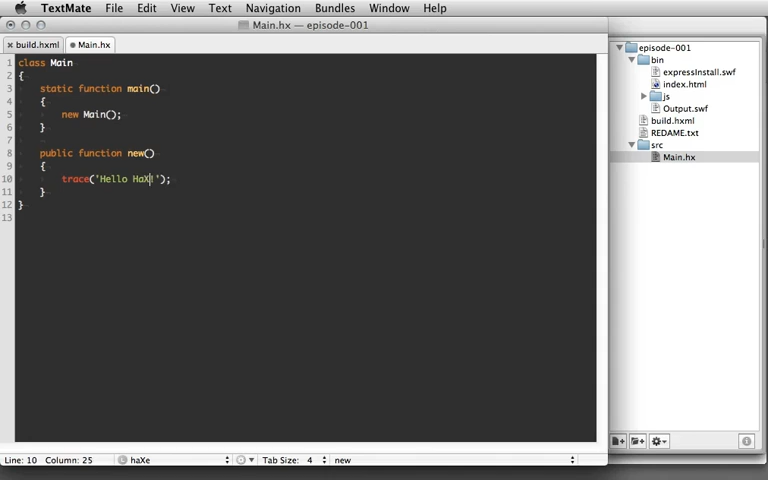 TextMate File Edit View Text Navigation Bundles Window Help
Main.hx — episode-001
build.hxml Main.hx
1 class Main
2 {
3 static function main()
4 {
5 new Main();
6 }
7
8 public function new()
9 {
10 trace('Hello HaX!');
11 }
12 }
13
episode-001
bin
expressInstall.swf
index.html
js
Output.swf
build.hxml
REDAME.txt
src
Main.hx
Line: 10 Column: 25 haXe Tab Size: 4 new